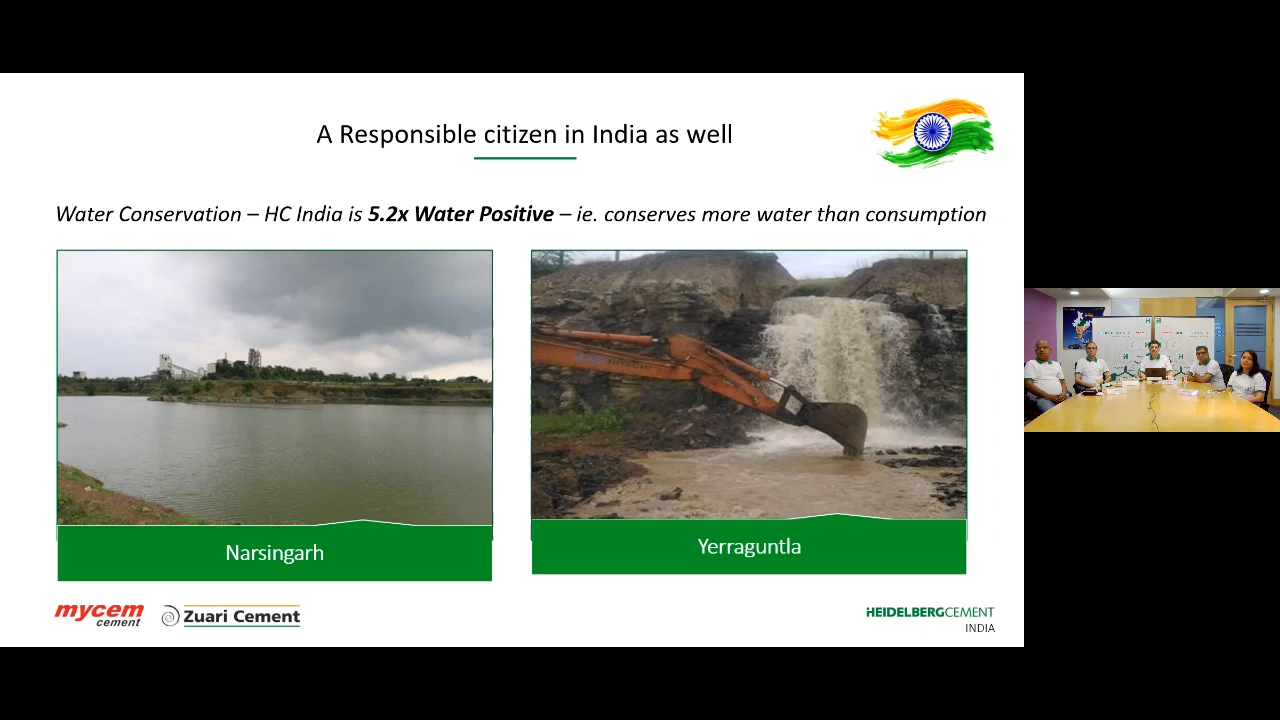 A Responsible citizen in India as well
Water Conservation – HC India is 5.2x Water Positive – ie. conserves more water than consumption
Narsingarh
Yerraguntla
mycem
cement
Zuari Cement
HEIDELBERGCEMENT
INDIA